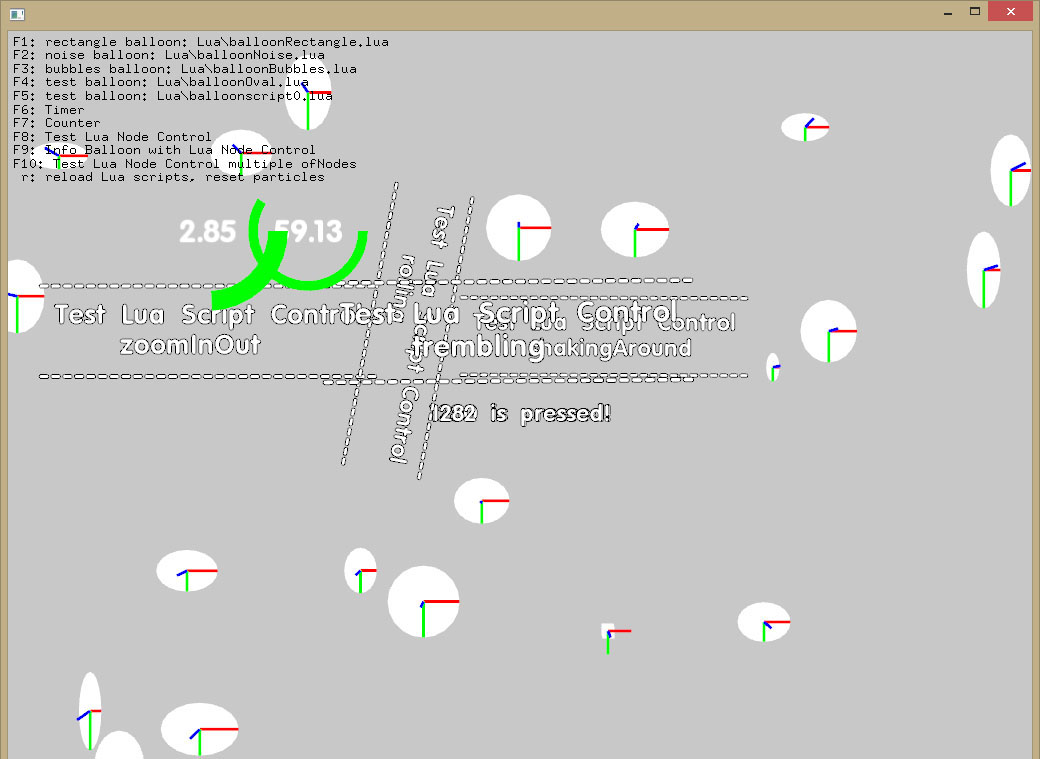 F1: rectangle balloon: Lua\balloonRectangle.lua
F2: noise balloon: Lua\balloonNoise.lua
F3: bubbles balloon: Lua\balloonBubbles.lua
F4: test balloon: Lua\balloonOval.lua
F5: test balloon: Lua\balloonscript0.lua
F6: Timer
F7: Counter
F8: Test Lua Node Control
F9: Info Balloon with Lua Node Control
F10: Test Lua Node Control multiple ofNodes
r: reload Lua scripts, reset particles
2.85
59.13
Test Lua Script Control
zoomInOut
Test Lua Script Control
trembling
Test Lua Script Control
shakingAround
Test Lua Script Control
1282 is pressed!